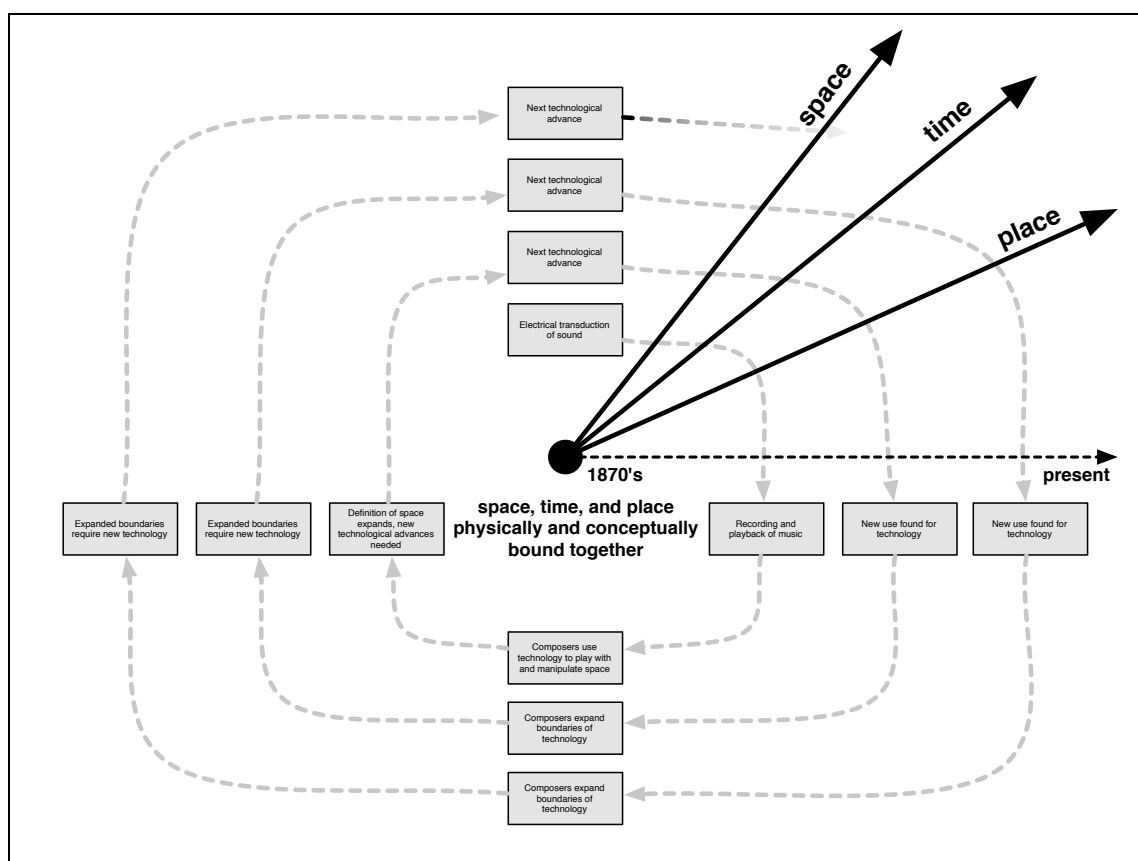 space
time
place
Next technological
advance
Next technological
advance
Next technological
advance
Electrical transduction
of sound
1870's
present
space, time, and place
physically and conceptually
bound together
Expanded boundaries
require new technology
Expanded boundaries
require new technology
Definition of space
expands, new
technological advances
needed
Recording and
playback of music
New use found for
technology
New use found for
technology
Composers use
technology to play with
and manipulate space
Composers expand
boundaries of
technology
Composers expand
boundaries of
technology